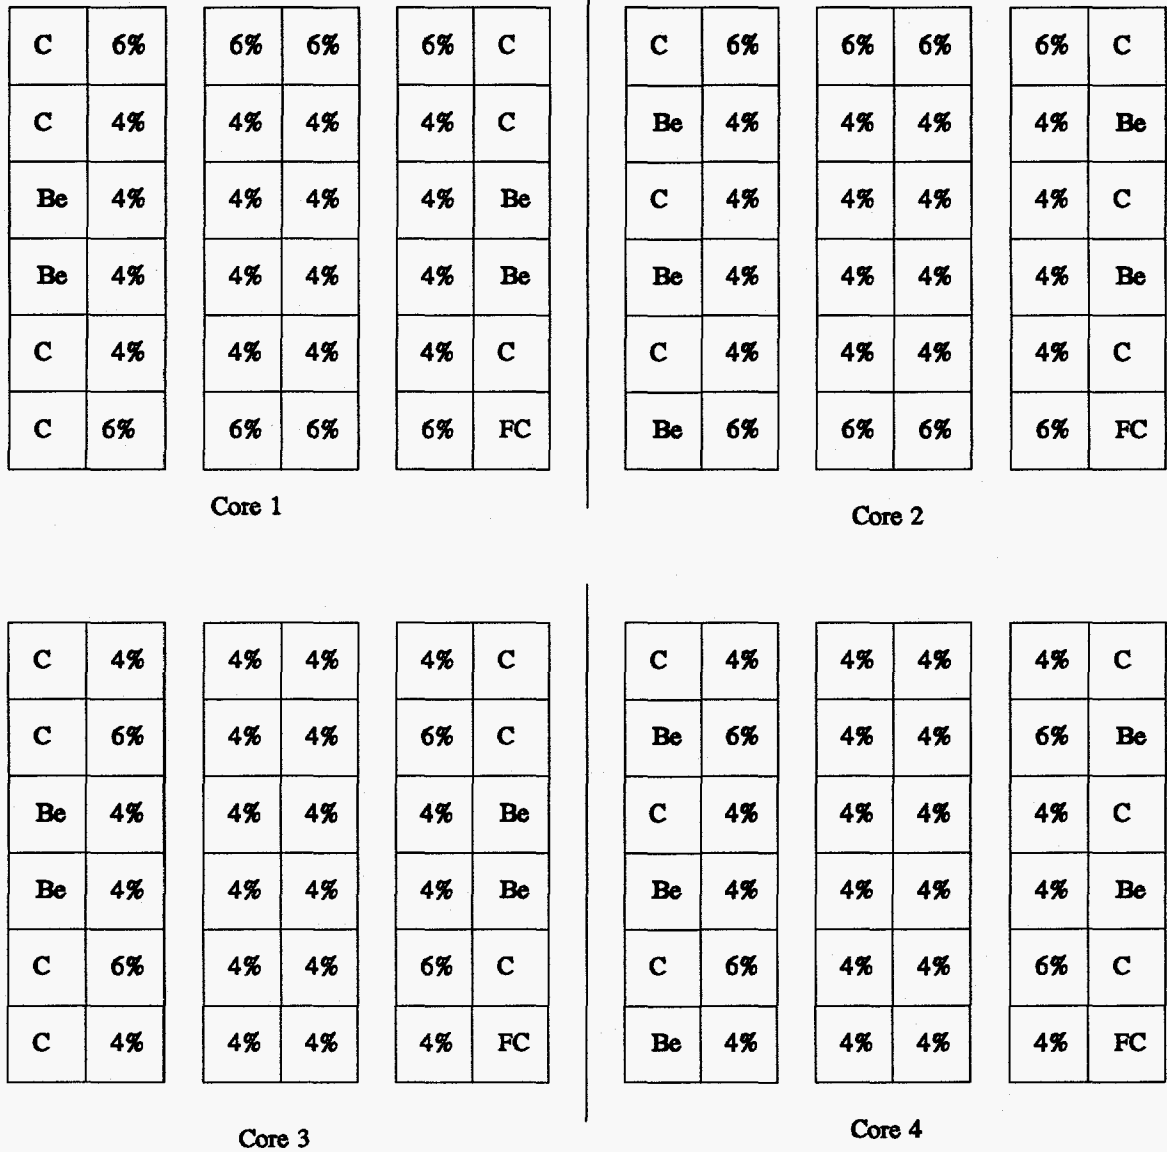 C 6% 6% 6% 6% C C 6% 6% 6% 6% C
C 4% 4% 4% 4% C Be 4% 4% 4% 4% Be
Be 4% 4% 4% 4% Be C 4% 4% 4% 4% C
Be 4% 4% 4% 4% Be Be 4% 4% 4% 4% Be
C 4% 4% 4% 4% C C 4% 4% 4% 4% C
C 6% 6% 6% 6% FC Be 6% 6% 6% 6% FC
Core 1 Core 2
C 4% 4% 4% 4% C C 4% 4% 4% 4% C
C 6% 4% 4% 6% C Be 6% 4% 4% 6% Be
Be 4% 4% 4% 4% Be C 4% 4% 4% 4% C
Be 4% 4% 4% 4% Be Be 4% 4% 4% 4% Be
C 6% 4% 4% 6% C C 6% 4% 4% 6% C
C 4% 4% 4% 4% FC Be 4% 4% 4% 4% FC
Core 3 Core 4